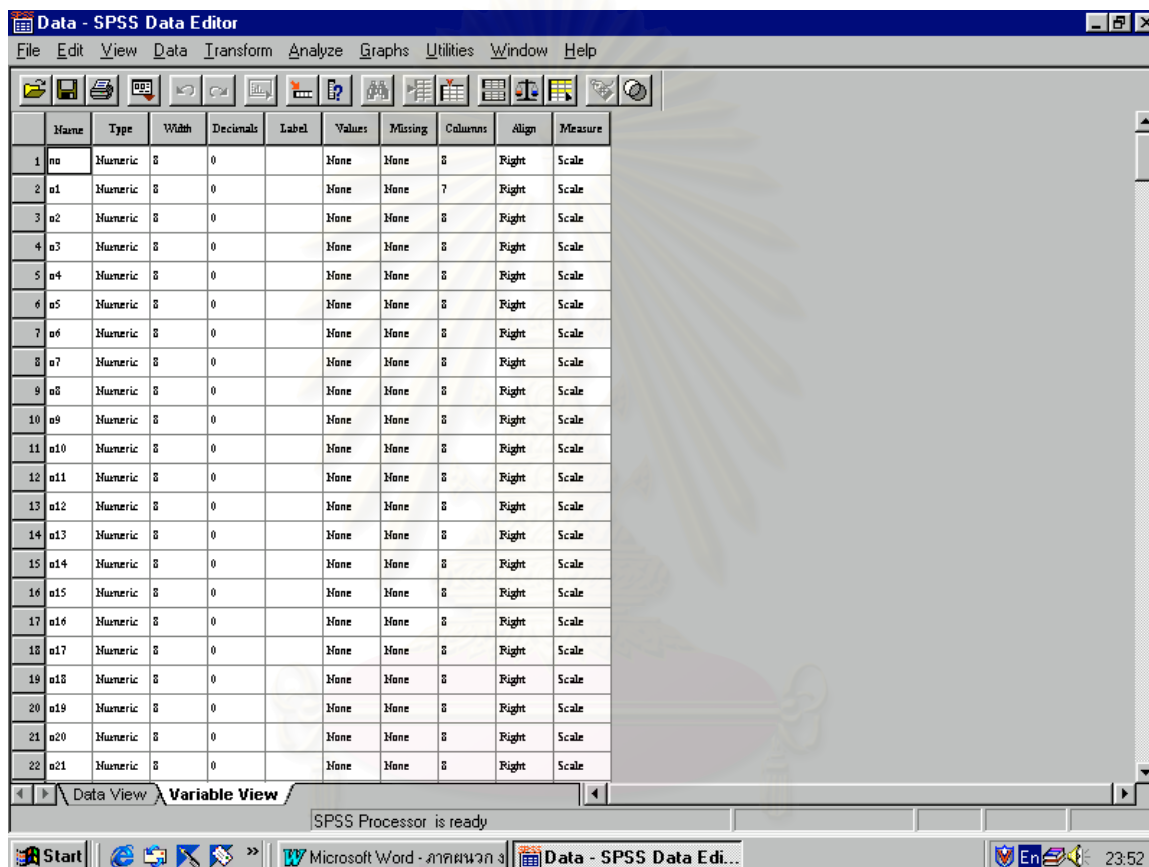 Data - SPSS Data Editor
File Edit View Data Transform Analyze Graphs Utilities Window Help
Name Type Width Decimals Label Values Missing Columns Align Measure
1 no Numeric 8 0 None None 8 Right Scale
2 o1 Numeric 8 0 None None 7 Right Scale
3 o2 Numeric 8 0 None None 8 Right Scale
4 o3 Numeric 8 0 None None 8 Right Scale
5 o4 Numeric 8 0 None None 8 Right Scale
6 o5 Numeric 8 0 None None 8 Right Scale
7 o6 Numeric 8 0 None None 8 Right Scale
8 o7 Numeric 8 0 None None 8 Right Scale
9 o8 Numeric 8 0 None None 8 Right Scale
10 o9 Numeric 8 0 None None 8 Right Scale
11 o10 Numeric 8 0 None None 8 Right Scale
12 o11 Numeric 8 0 None None 8 Right Scale
13 o12 Numeric 8 0 None None 8 Right Scale
14 o13 Numeric 8 0 None None 8 Right Scale
15 o14 Numeric 8 0 None None 8 Right Scale
16 o15 Numeric 8 0 None None 8 Right Scale
17 o16 Numeric 8 0 None None 8 Right Scale
18 o17 Numeric 8 0 None None 8 Right Scale
19 o18 Numeric 8 0 None None 8 Right Scale
20 o19 Numeric 8 0 None None 8 Right Scale
21 o20 Numeric 8 0 None None 8 Right Scale
22 o21 Numeric 8 0 None None 8 Right Scale
Data View Variable View
SPSS Processor is ready
Start » Microsoft Word - ภาคผนวก ง Data - SPSS Data Edi... En 23:52